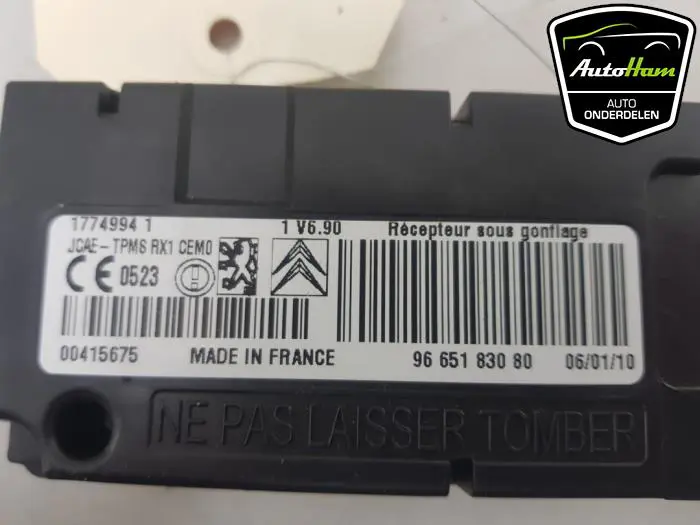 AutoHam
AUTO
ONDERDELEN
1774994 1 1 V6.90 Récepteur sous gonflage
JCAE-TPMS RX1 CEM0
CE 0523
00415675 MADE IN FRANCE 96 651 830 80 06/01/10
NE PAS LAISSER TOMBER